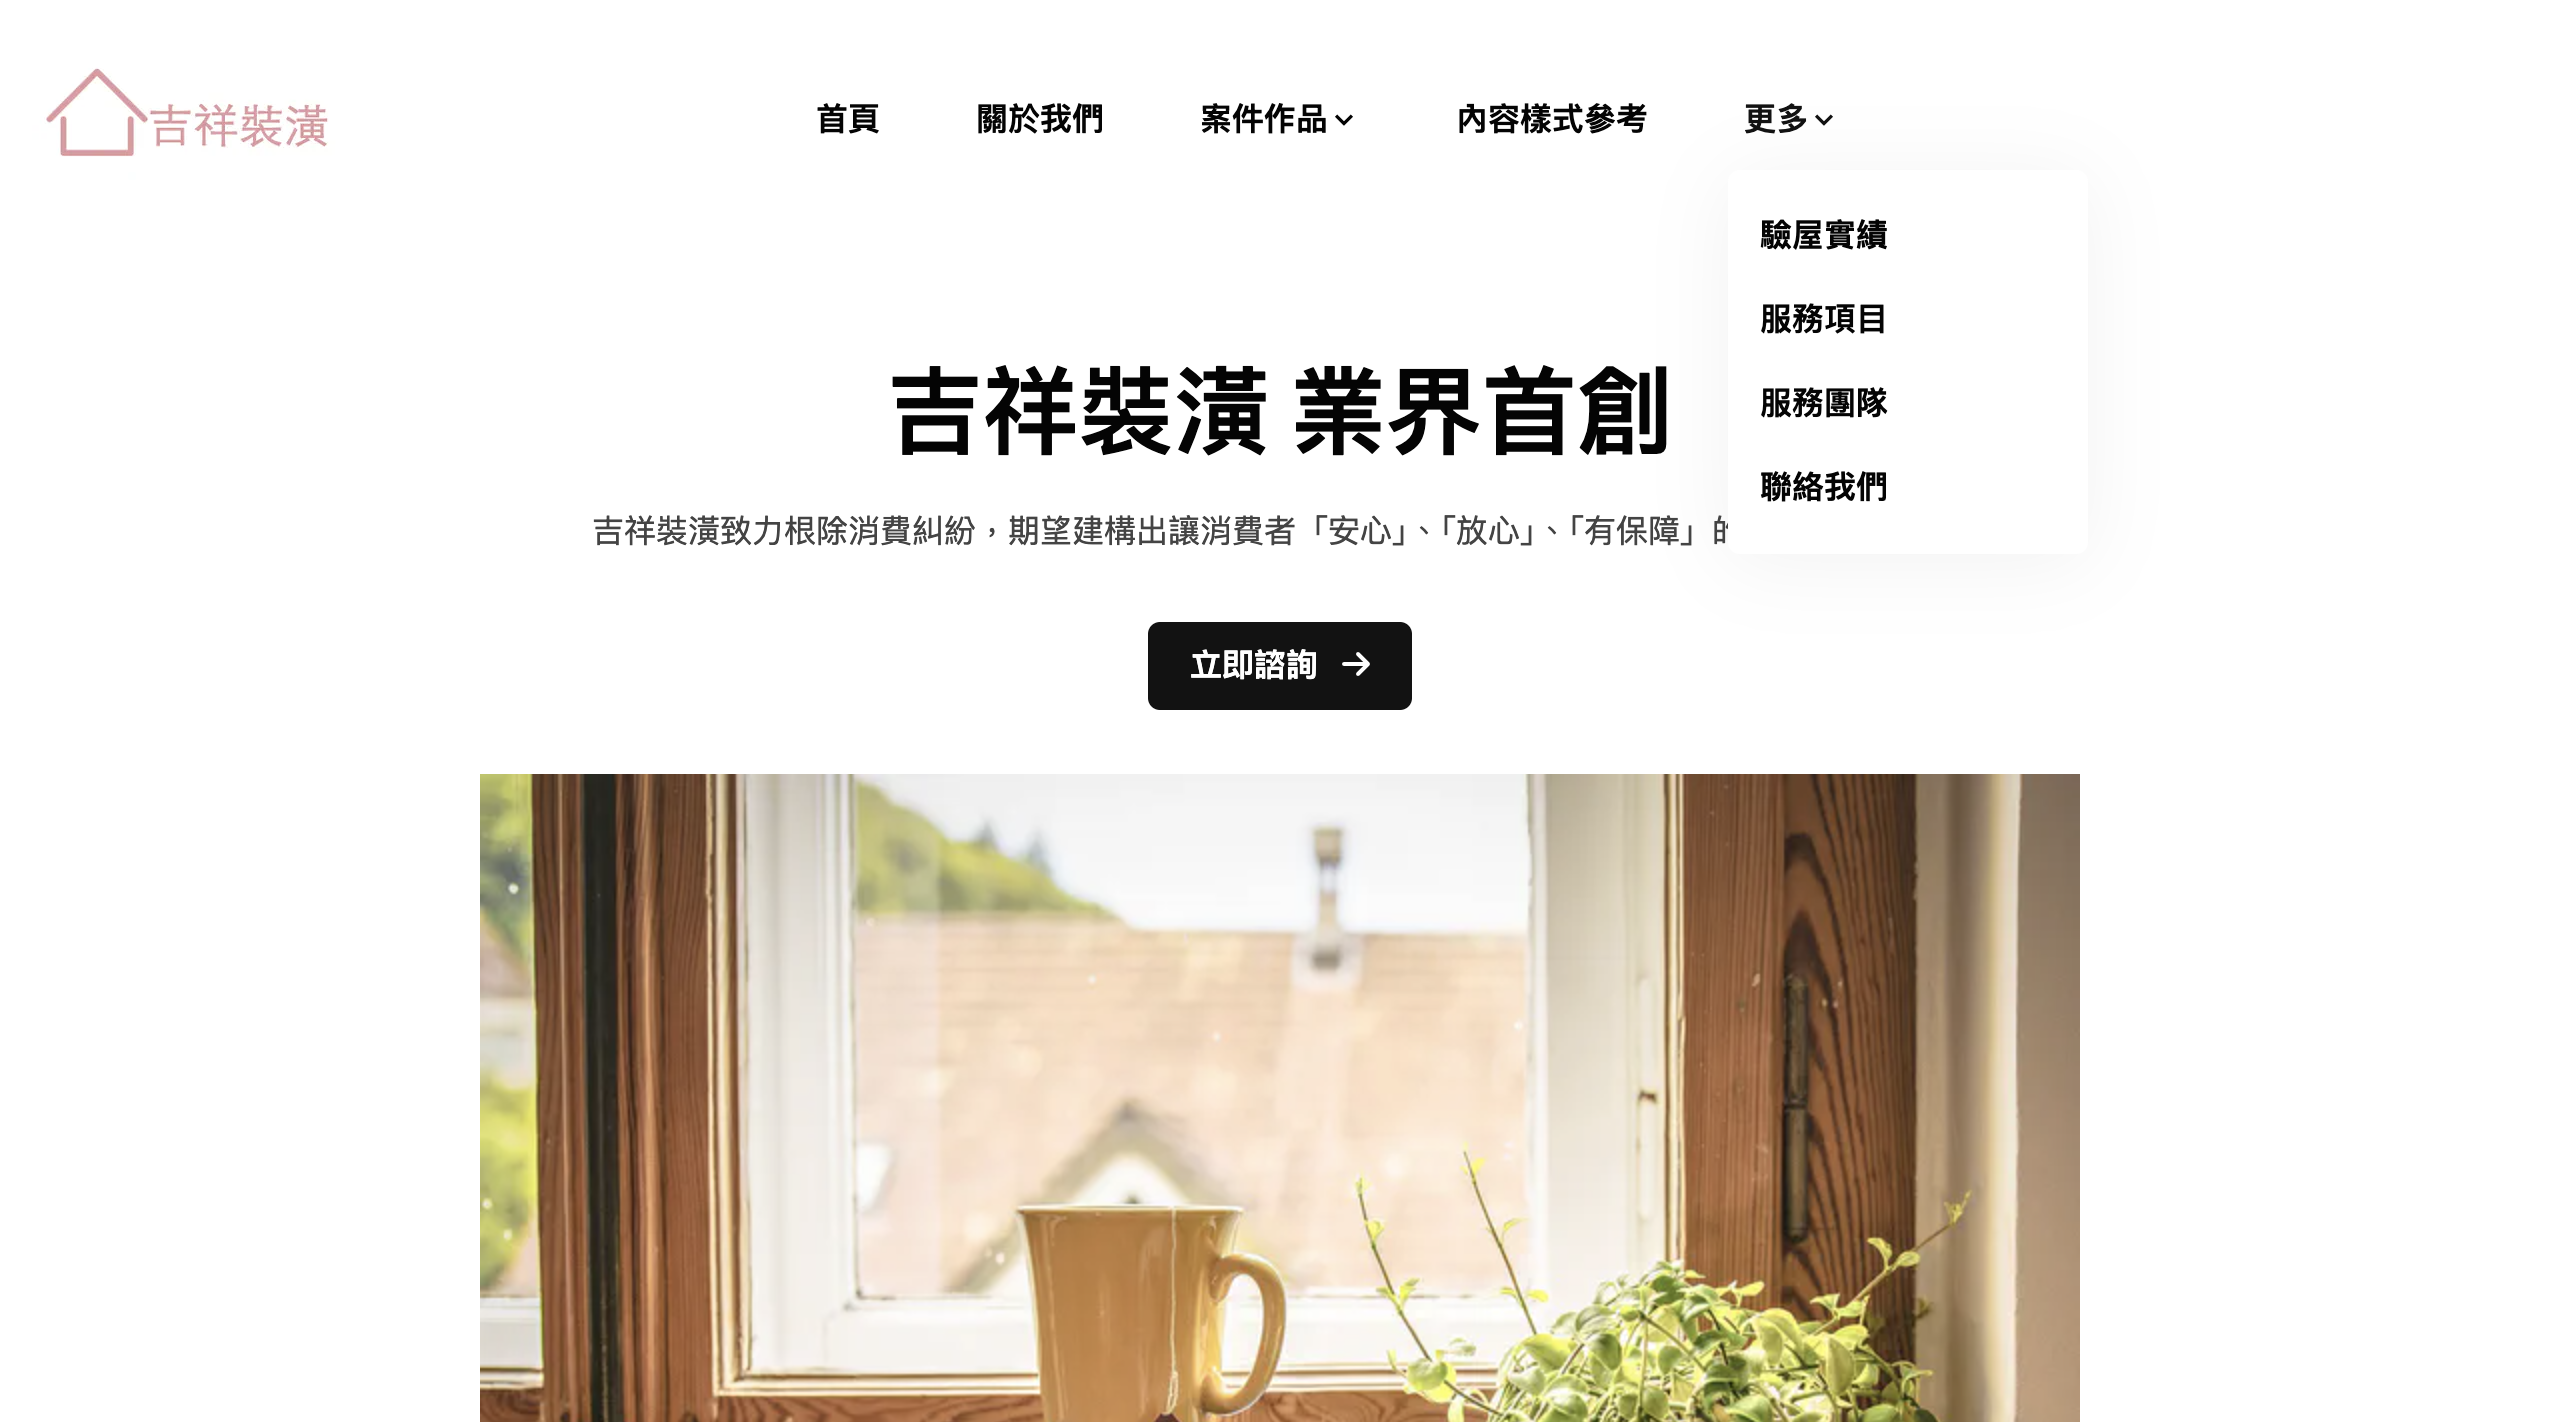 吉祥裝潢
首頁
關於我們
案件作品
內容樣式參考
更多
驗屋實績
服務項目
服務團隊
聯絡我們
吉祥裝潢 業界首創
吉祥裝潢致力根除消費糾紛，期望建構出讓消費者「安心」、「放心」、「有保障」
立即諮詢